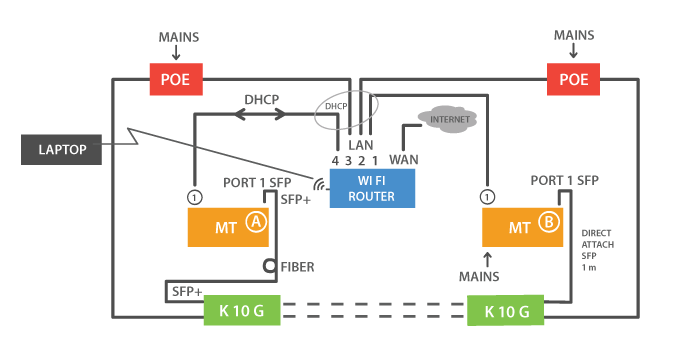 MAINS
MAINS
POE
POE
DHCP
DHCP
INTERNET
LAPTOP
LAN
4 3 2 1
WAN
WI FI
ROUTER
PORT 1 SFP
SFP+
PORT 1 SFP
1
1
MT A
MT B
DIRECT
ATTACH
SFP
1 m
FIBER
MAINS
SFP+
K 10 G
K 10 G